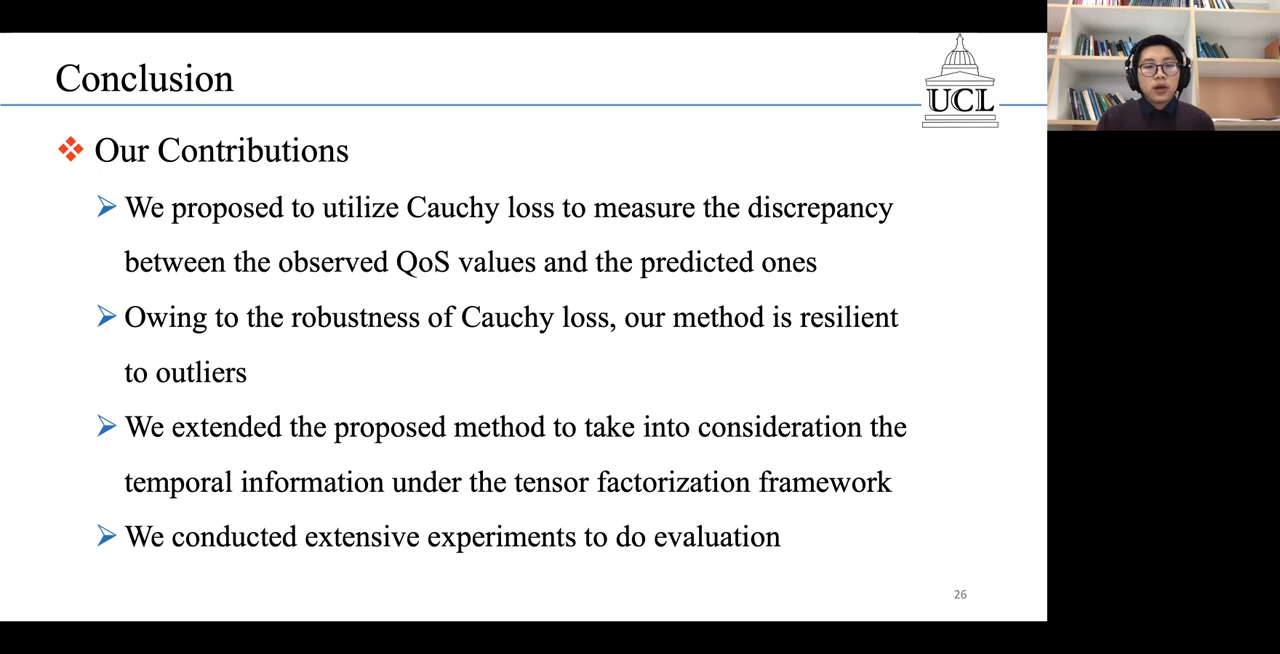 Conclusion
UCL
Our Contributions
We proposed to utilize Cauchy loss to measure the discrepancy
between the observed QoS values and the predicted ones
Owing to the robustness of Cauchy loss, our method is resilient
to outliers
We extended the proposed method to take into consideration the
temporal information under the tensor factorization framework
We conducted extensive experiments to do evaluation
26